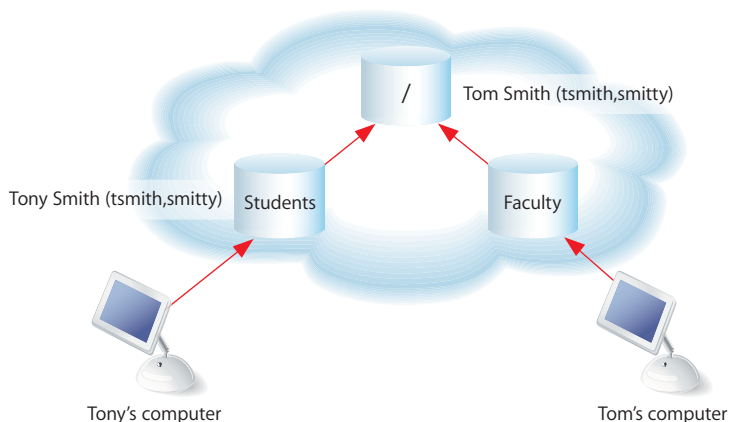 /
Tom Smith (tsmith,smitty)
Tony Smith (tsmith,smitty)
Students
Faculty
Tony’s computer
Tom’s computer